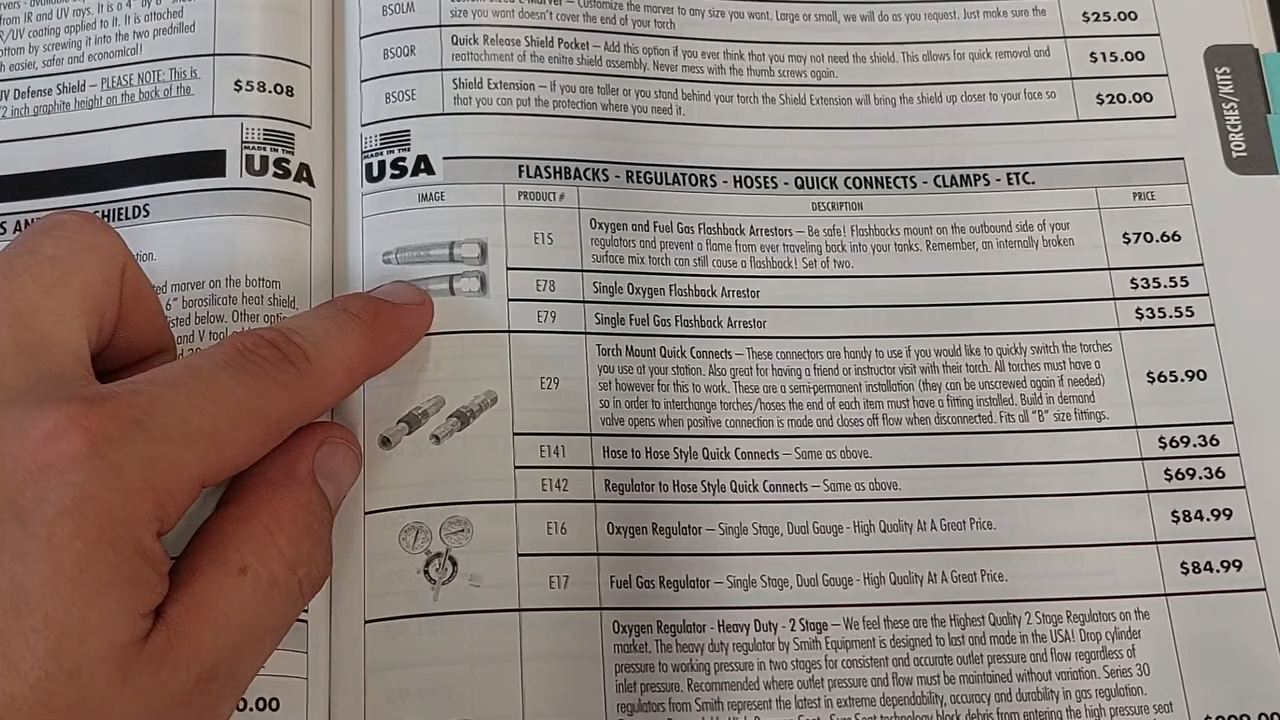 from IR and UV rays. It is a 4" by 6"
R/UV coating applied to it. It is attached
ottom by screwing it into the two predrilled
h easier, safer and economical!
V Defense Shield – PLEASE NOTE: This is
2 inch graphite height on the back of the
$58.08
MADE IN THE
USA
SHIELDS
tion.
ted marver on the bottom
6" borosilicate heat shield.
isted below. Other
and V tool
0.00
BSOLM
Customize the marver to any size you want. Large or small, we will do as you request. Just make sure the
size you want doesn't cover the end of your torch
$25.00
BSOQR
Quick Release Shield Pocket – Add this option if you ever think that you may not need the shield. This allows for quick removal and
reattachment of the enitre shield assembly. Never mess with the thumb screws again.
$15.00
BSOSE
Shield Extension – If you are taller or you stand behind your torch the Shield Extension will bring the shield up closer to your face so
that you can put the protection where you need it.
$20.00
TORCHES/KITS
MADE IN THE
USA
FLASHBACKS - REGULATORS - HOSES - QUICK CONNECTS - CLAMPS - ETC.
IMAGE PRODUCT # DESCRIPTION PRICE
E15
Oxygen and Fuel Gas Flashback Arrestors – Be safe! Flashbacks mount on the outbound side of your
regulators and prevent a flame from ever traveling back into your tanks. Remember, an internally broken
surface mix torch can still cause a flashback! Set of two.
$70.66
E78 Single Oxygen Flashback Arrestor $35.55
E79 Single Fuel Gas Flashback Arrestor $35.55
E29
Torch Mount Quick Connects – These connectors are handy to use if you would like to quickly switch the torches
you use at your station. Also great for having a friend or instructor visit with their torch. All torches must have a
set however for this to work. These are a semi-permanent installation (they can be unscrewed again if needed)
so in order to interchange torches/hoses the end of each item must have a fitting installed. Build in demand
valve opens when positive connection is made and closes off flow when disconnected. Fits all "B" size fittings.
$65.90
E141 Hose to Hose Style Quick Connects – Same as above. $69.36
E142 Regulator to Hose Style Quick Connects – Same as above. $69.36
E16 Oxygen Regulator – Single Stage, Dual Gauge - High Quality At A Great Price. $84.99
E17 Fuel Gas Regulator – Single Stage, Dual Gauge - High Quality At A Great Price. $84.99
Oxygen Regulator - Heavy Duty - 2 Stage – We feel these are the Highest Quality 2 Stage Regulators on the
market. The heavy duty regulator by Smith Equipment is designed to last and made in the USA! Drop cylinder
pressure to working pressure in two stages for consistent and accurate outlet pressure and flow regardless of
inlet pressure. Recommended where outlet pressure and flow must be maintained without variation. Series 30
regulators from Smith represent the latest in extreme dependability, accuracy and durability in gas regulation.
technology block debris from entering the high pressure seat